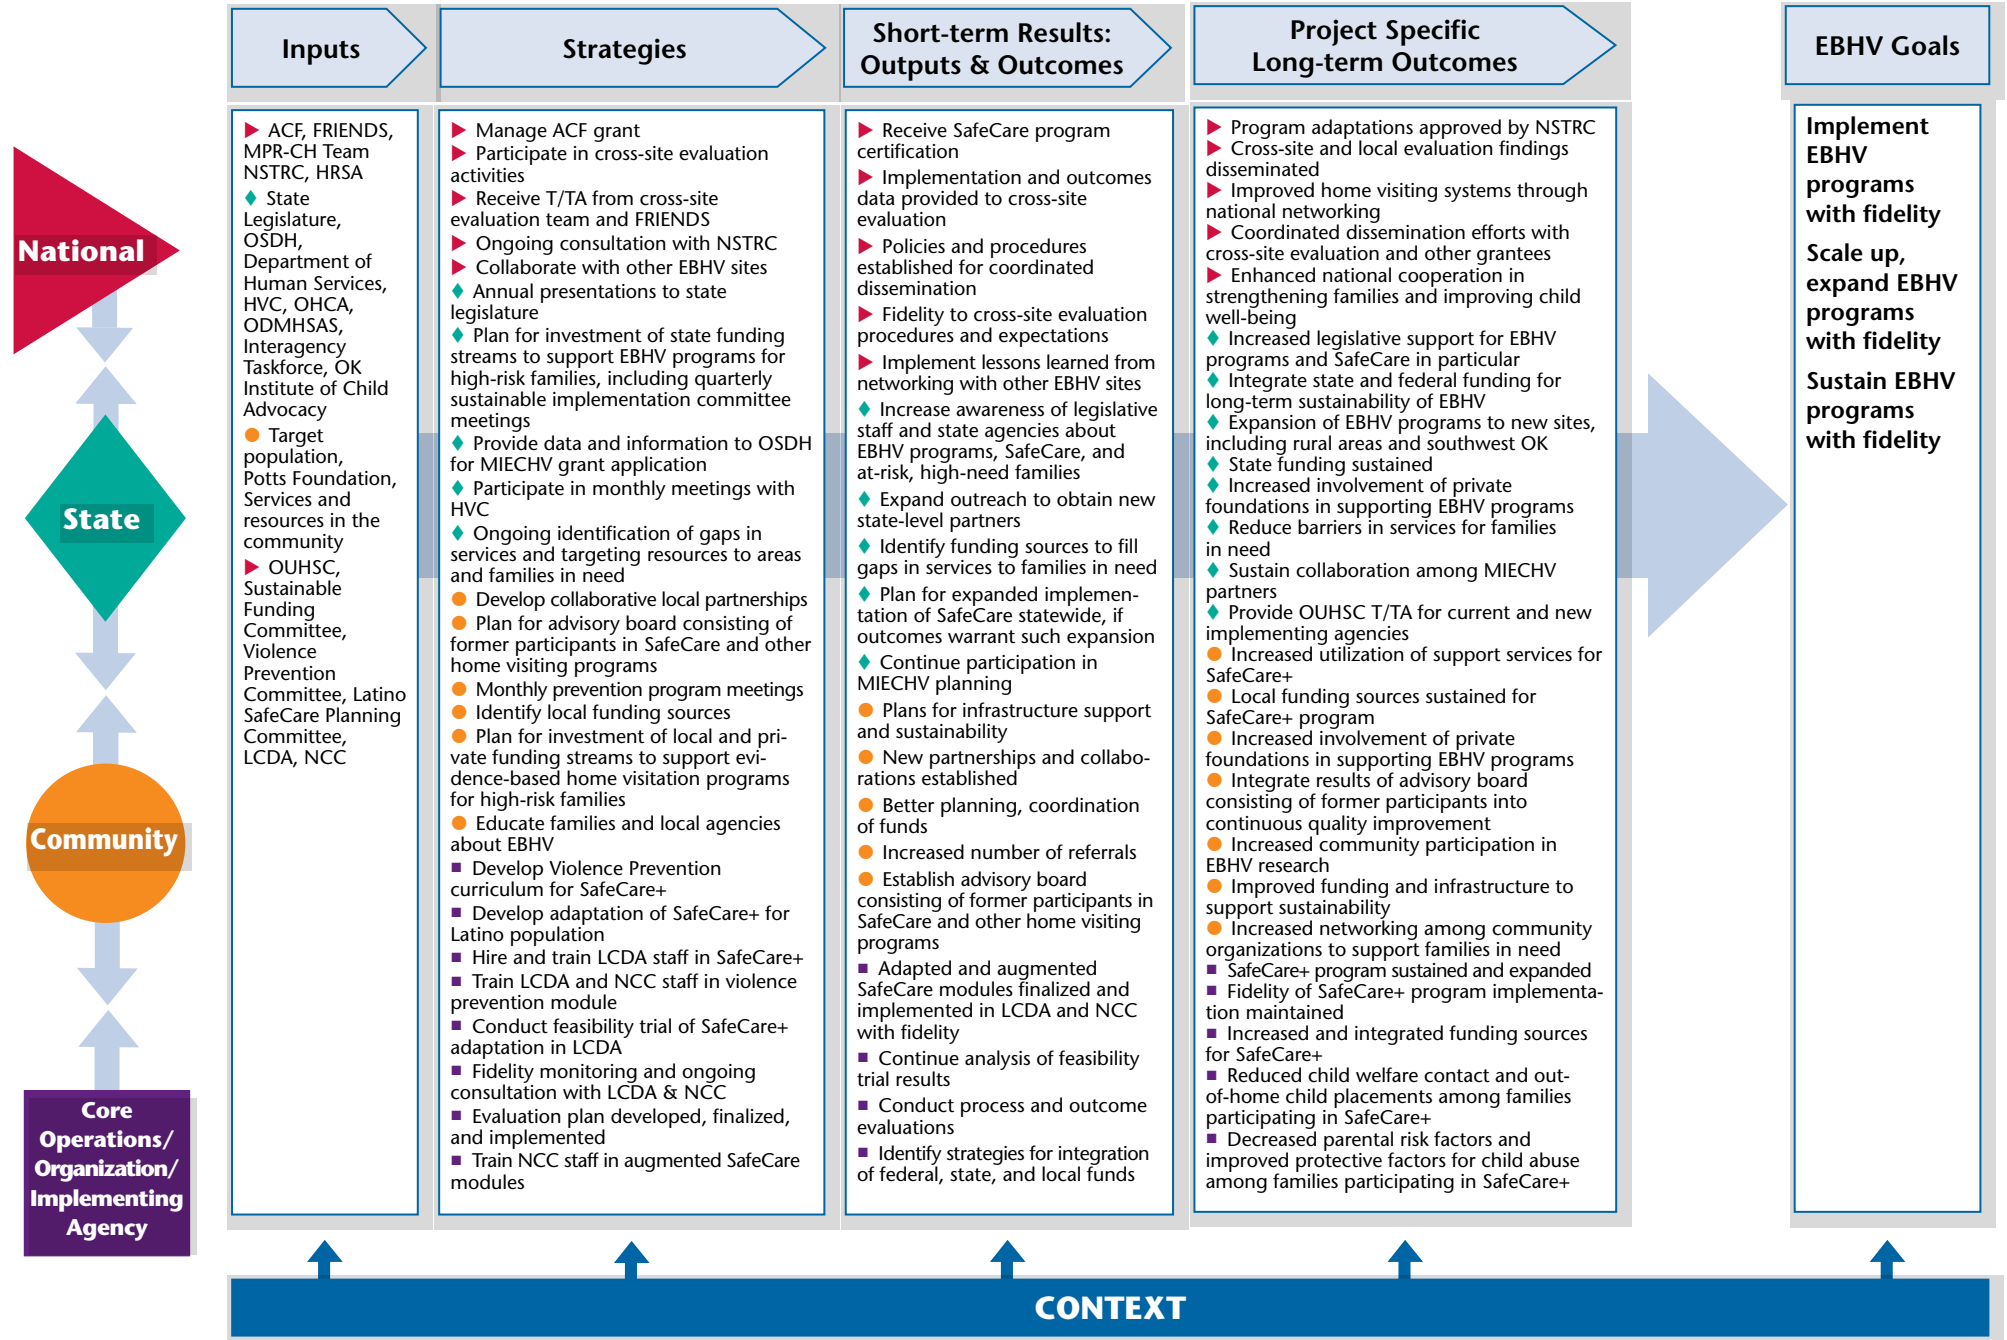 Inputs
Strategies
Short-term Results:
Outputs & Outcomes
Project Specific
Long-term Outcomes
EBHV Goals
National
State
Community
Core
Operations/
Organization/
Implementing
Agency
▶ ACF, FRIENDS,
MPR-CH Team
NSTRC, HRSA
♦ State
Legislature,
OSDH,
Department of
Human Services,
HVC, OHCA,
ODMHSAS,
Interagency
Taskforce, OK
Institute of Child
Advocacy
● Target
population,
Potts Foundation,
Services and
resources in the
community
▶ OUHSC,
Sustainable
Funding
Committee,
Violence
Prevention
Committee, Latino
SafeCare Planning
Committee,
LCDA, NCC
▶ Manage ACF grant
▶ Participate in cross-site evaluation
activities
▶ Receive T/TA from cross-site
evaluation team and FRIENDS
▶ Ongoing consultation with NSTRC
▶ Collaborate with other EBHV sites
♦ Annual presentations to state
legislature
♦ Plan for investment of state funding
streams to support EBHV programs for
high-risk families, including quarterly
sustainable implementation committee
meetings
♦ Provide data and information to OSDH
for MIECHV grant application
♦ Participate in monthly meetings with
HVC
♦ Ongoing identification of gaps in
services and targeting resources to areas
and families in need
● Develop collaborative local partnerships
● Plan for advisory board consisting of
former participants in SafeCare and other
home visiting programs
● Monthly prevention program meetings
● Identify local funding sources
● Plan for investment of local and pri-
vate funding streams to support evi-
dence-based home visitation programs
for high-risk families
● Educate families and local agencies
about EBHV
■ Develop Violence Prevention
curriculum for SafeCare+
■ Develop adaptation of SafeCare+ for
Latino population
■ Hire and train LCDA staff in SafeCare+
■ Train LCDA and NCC staff in violence
prevention module
■ Conduct feasibility trial of SafeCare+
adaptation in LCDA
■ Fidelity monitoring and ongoing
consultation with LCDA & NCC
■ Evaluation plan developed, finalized,
and implemented
■ Train NCC staff in augmented SafeCare
modules
▶ Receive SafeCare program
certification
▶ Implementation and outcomes
data provided to cross-site
evaluation
▶ Policies and procedures
established for coordinated
dissemination
▶ Fidelity to cross-site evaluation
procedures and expectations
▶ Implement lessons learned from
networking with other EBHV sites
♦ Increase awareness of legislative
staff and state agencies about
EBHV programs, SafeCare, and
at-risk, high-need families
♦ Expand outreach to obtain new
state-level partners
♦ Identify funding sources to fill
gaps in services to families in need
♦ Plan for expanded implemen-
tation of SafeCare statewide, if
outcomes warrant such expansion
♦ Continue participation in
MIECHV planning
● Plans for infrastructure support
and sustainability
● New partnerships and collabo-
rations established
● Better planning, coordination
of funds
● Increased number of referrals
● Establish advisory board
consisting of former participants in
SafeCare and other home visiting
programs
■ Adapted and augmented
SafeCare modules finalized and
implemented in LCDA and NCC
with fidelity
■ Continue analysis of feasibility
trial results
■ Conduct process and outcome
evaluations
■ Identify strategies for integration
of federal, state, and local funds
▶ Program adaptations approved by NSTRC
▶ Cross-site and local evaluation findings
disseminated
▶ Improved home visiting systems through
national networking
▶ Coordinated dissemination efforts with
cross-site evaluation and other grantees
▶ Enhanced national cooperation in
strengthening families and improving child
well-being
♦ Increased legislative support for EBHV
programs and SafeCare in particular
♦ Integrate state and federal funding for
long-term sustainability of EBHV
♦ Expansion of EBHV programs to new sites,
including rural areas and southwest OK
♦ State funding sustained
♦ Increased involvement of private
foundations in supporting EBHV programs
♦ Reduce barriers in services for families
in need
♦ Sustain collaboration among MIECHV
partners
♦ Provide OUHSC T/TA for current and new
implementing agencies
● Increased utilization of support services for
SafeCare+
● Local funding sources sustained for
SafeCare+ program
● Increased involvement of private
foundations in supporting EBHV programs
● Integrate results of advisory board
consisting of former participants into
continuous quality improvement
● Increased community participation in
EBHV research
● Improved funding and infrastructure to
support sustainability
● Increased networking among community
organizations to support families in need
■ SafeCare+ program sustained and expanded
■ Fidelity of SafeCare+ program implementa-
tion maintained
■ Increased and integrated funding sources
for SafeCare+
■ Reduced child welfare contact and out-
of-home child placements among families
participating in SafeCare+
■ Decreased parental risk factors and
improved protective factors for child abuse
among families participating in SafeCare+
Implement
EBHV
programs
with fidelity
Scale up,
expand EBHV
programs
with fidelity
Sustain EBHV
programs
with fidelity
CONTEXT